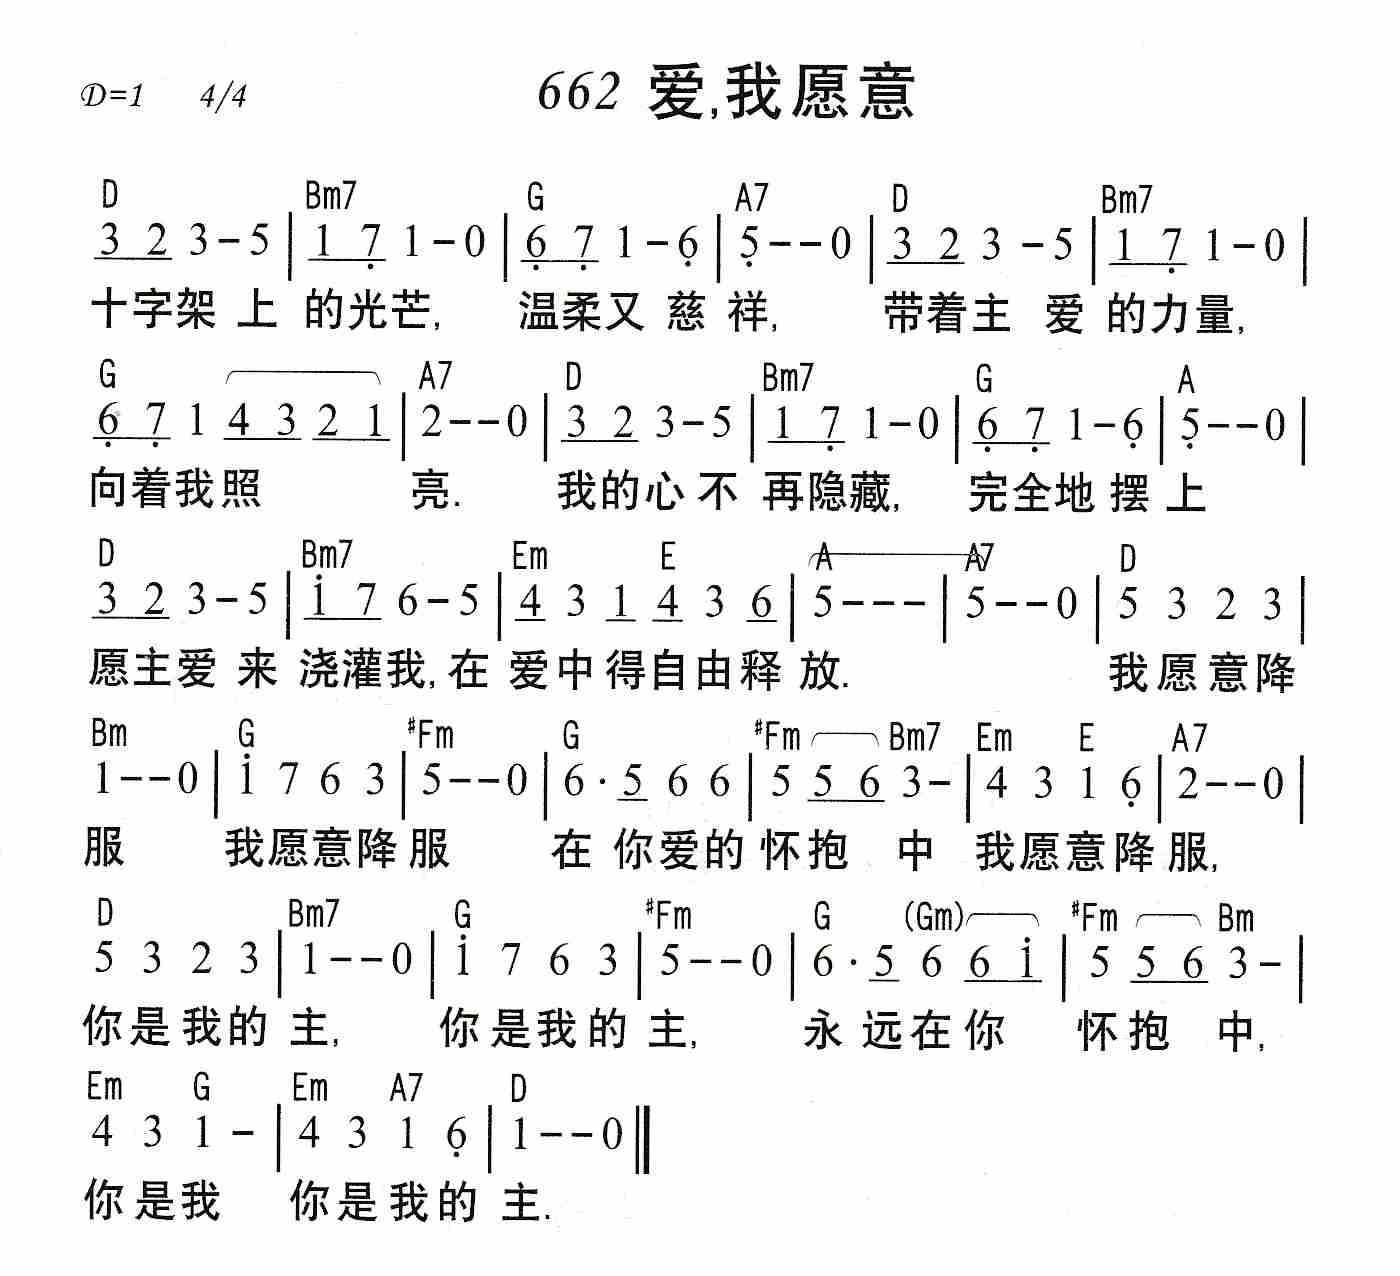 D=1 4/4 662 爱,我愿意
D Bm7 G A7 D Bm7
3 2 3 - 5 | 1 7 1 - 0 | 6 7 1 - 6 | 5 - - 0 | 3 2 3 - 5 | 1 7 1 - 0 |
十字架 上 的光芒, 温柔又 慈 祥, 带着主 爱 的力量,
G A7 D Bm7 G A
6 7 1 4 3 2 1 | 2 - - 0 | 3 2 3 - 5 | 1 7 1 - 0 | 6 7 1 - 6 | 5 - - 0 |
向着我照 亮. 我的心 不 再隐藏, 完全地 摆 上
D Bm7 Em E A A7 D
3 2 3 - 5 | 1 7 6 - 5 | 4 3 1 4 3 6 | 5 - - - | 5 - - 0 | 5 3 2 3 |
愿主爱 来 浇灌我,在 爱中得自由释 放. 我愿意降
Bm G #Fm G #Fm Bm7 Em E A7
1 - - 0 | 1 7 6 3 | 5 - - 0 | 6 · 5 6 6 | 5 5 6 3 - | 4 3 1 6 | 2 - - 0 |
服 我愿意降 服 在 你爱的 怀抱 中 我愿意降 服,
D Bm7 G #Fm G (Gm) #Fm Bm
5 3 2 3 | 1 - - 0 | 1 7 6 3 | 5 - - 0 | 6 · 5 6 6 1 | 5 5 6 3 - |
你是我的 主, 你是我的 主, 永 远在你 怀抱 中,
Em G Em A7 D
4 3 1 - | 4 3 1 6 | 1 - - 0 ‖
你是我 你是我的 主.